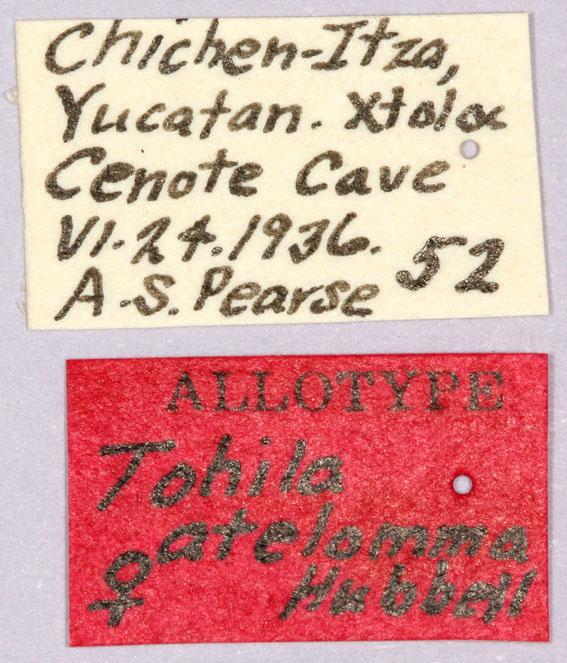 Chichen-Itza,
Yucatan. Xtoloc
Cenote Cave
VI.24.1936.
A.S. Pearse 52
ALLOTYPE
Tohila
atelomma
♀ Hubbell